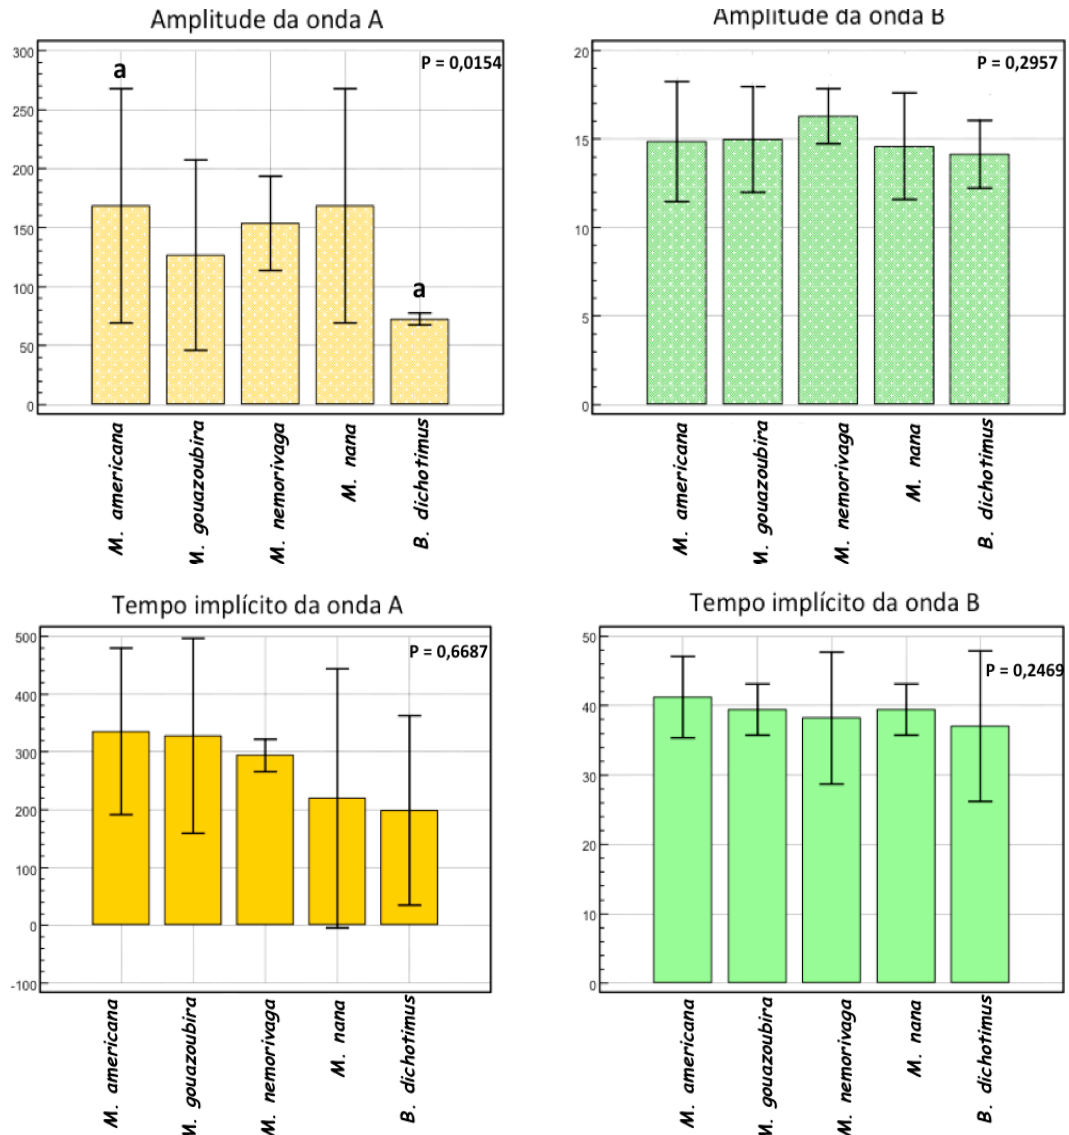 Amplitude da onda A
300
250
200
150
100
50
0
P = 0,0154
a
a
M. americana
M. gouazoubira
M. nemorivaga
M. nana
B. dichotimus
Amplitude da onda B
20
15
10
5
0
P = 0,2957
M. americana
M. gouazoubira
M. nemorivaga
M. nana
B. dichotimus
Tempo implícito da onda A
500
400
300
200
100
0
-100
P = 0,6687
M. americana
M. gouazoubira
M. nemorivaga
M. nana
B. dichotimus
Tempo implícito da onda B
50
40
30
20
10
0
P = 0,2469
M. americana
M. gouazoubira
M. nemorivaga
M. nana
B. dichotimus